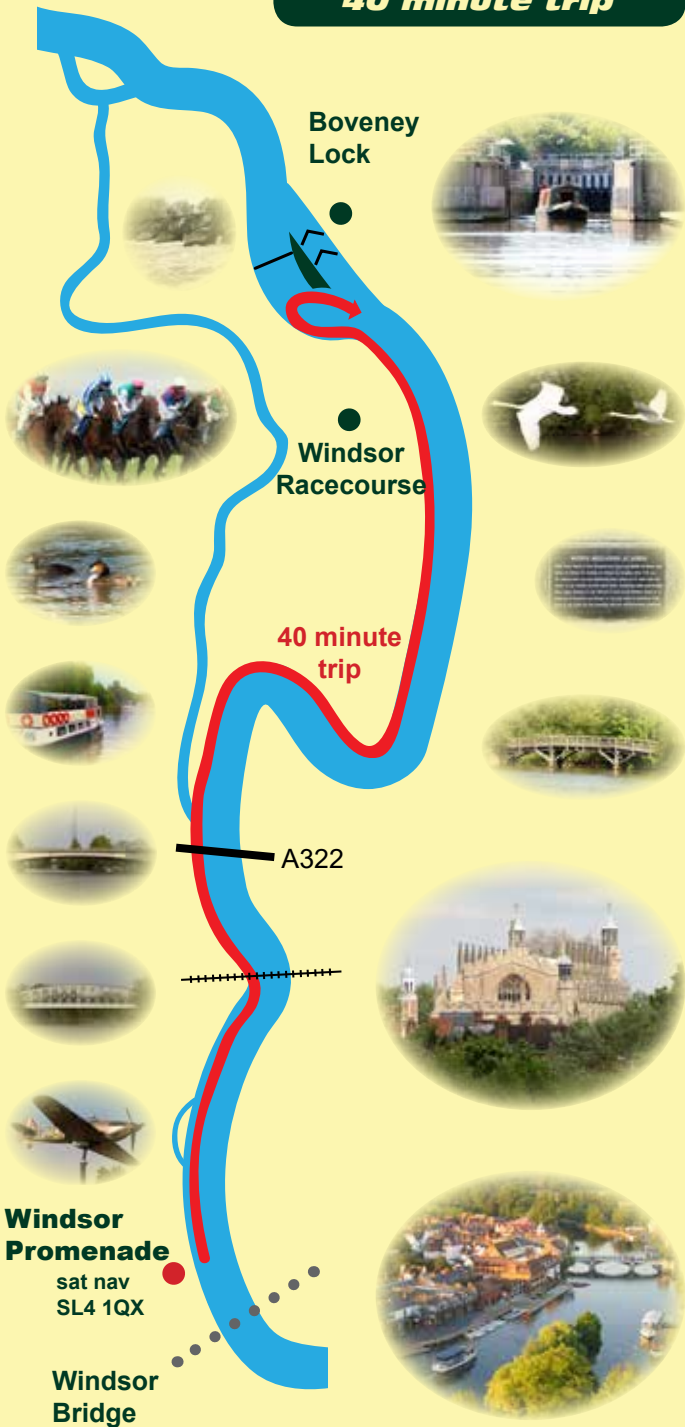 40 minute trip
Boveney
Lock
Windsor
Racecourse
40 minute
trip
A322
Windsor
Promenade
sat nav
SL4 1QX
Windsor
Bridge